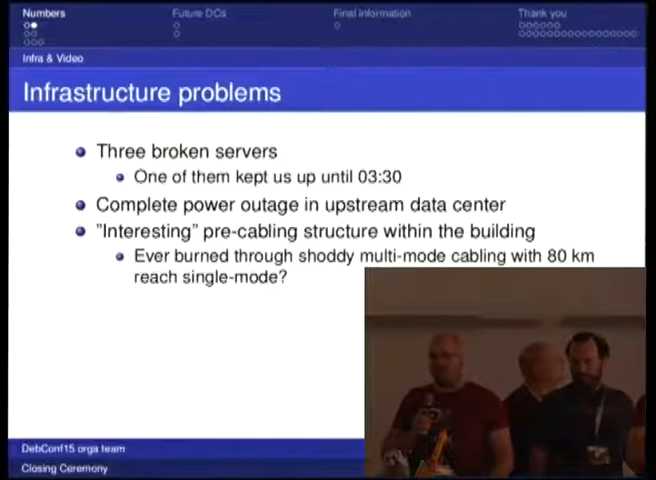 Numbers
Future DCs
Final information
Thank you
Infra & Video
Infrastructure problems
Three broken servers
One of them kept us up until 03:30
Complete power outage in upstream data center
"Interesting" pre-cabling structure within the building
Ever burned through shoddy multi-mode cabling with 80 km
reach single-mode?
DebConf15 orga team
Closing Ceremony